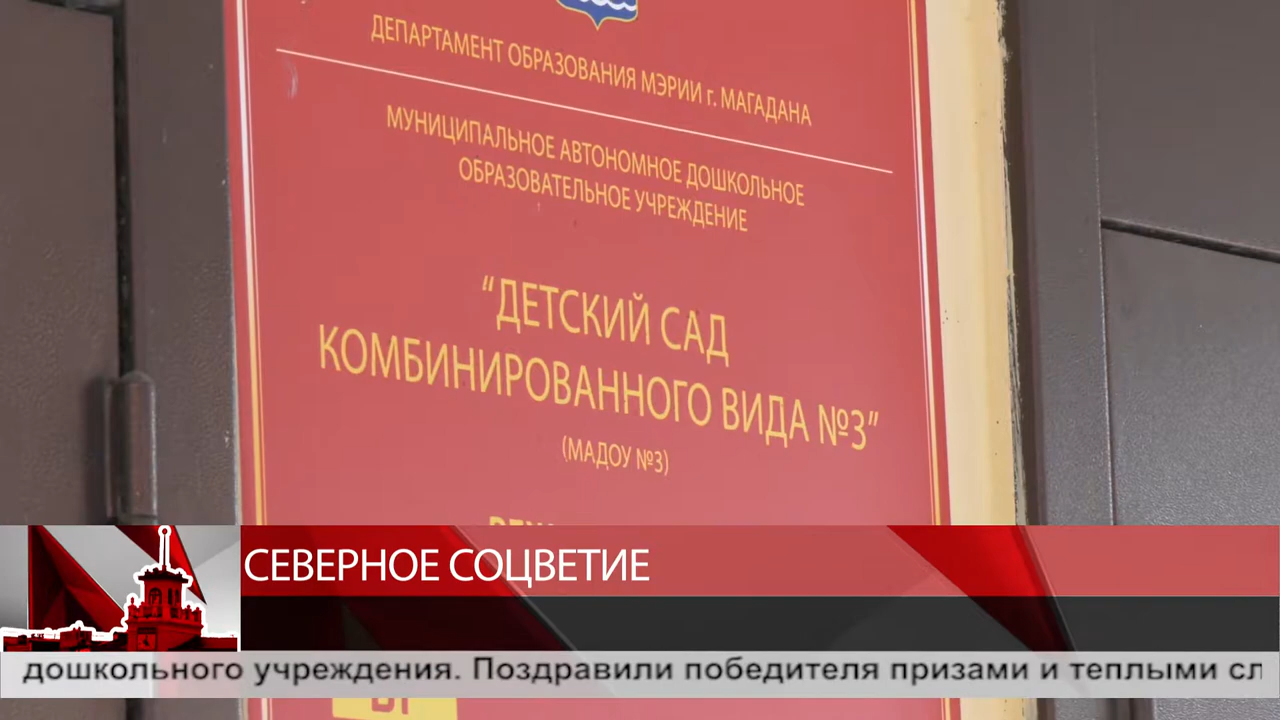 ДЕПАРТАМЕНТ ОБРАЗОВАНИЯ МЭРИИ г. МАГАДАНА
МУНИЦИПАЛЬНОЕ АВТОНОМНОЕ ДОШКОЛЬНОЕ
ОБРАЗОВАТЕЛЬНОЕ УЧРЕЖДЕНИЕ
“ДЕТСКИЙ САД
КОМБИНИРОВАННОГО ВИДА №3”
(МАДОУ №3)
СЕВЕРНОЕ СОЦВЕТИЕ
дошкольного учреждения. Поздравили победителя призами и теплыми